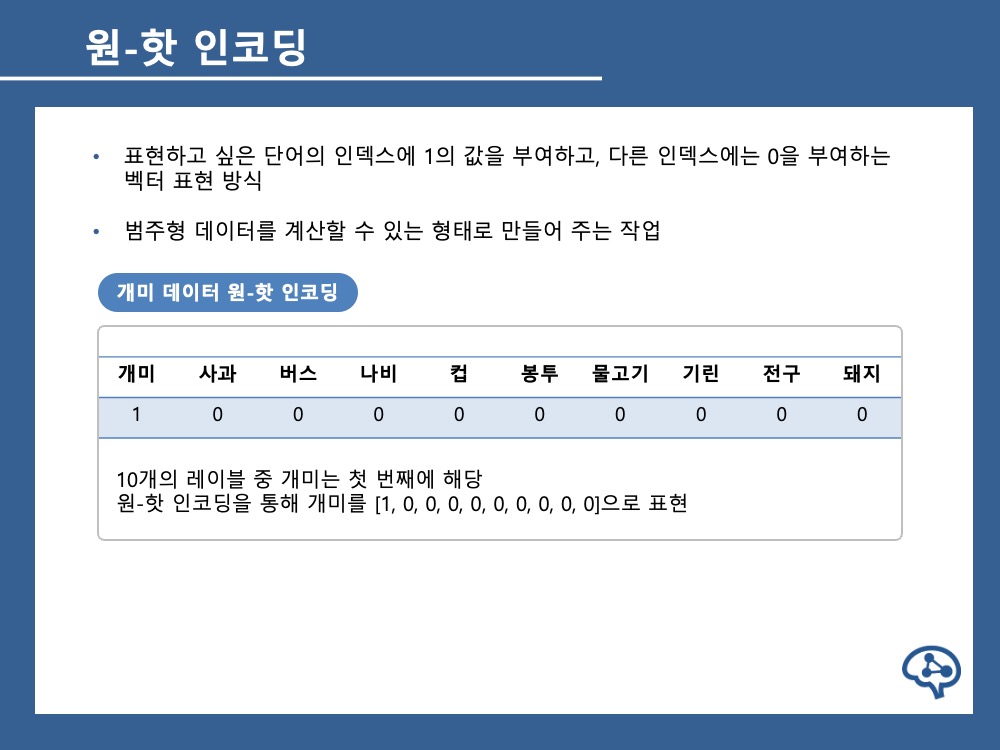 원-핫 인코딩
• 표현하고 싶은 단어의 인덱스에 1의 값을 부여하고, 다른 인덱스에는 0을 부여하는
벡터 표현 방식
• 범주형 데이터를 계산할 수 있는 형태로 만들어 주는 작업
개미 데이터 원-핫 인코딩
개미 사과 버스 나비 컵 봉투 물고기 기린 전구 돼지
1 0 0 0 0 0 0 0 0 0
10개의 레이블 중 개미는 첫 번째에 해당
원-핫 인코딩을 통해 개미를 [1, 0, 0, 0, 0, 0, 0, 0, 0, 0]으로 표현